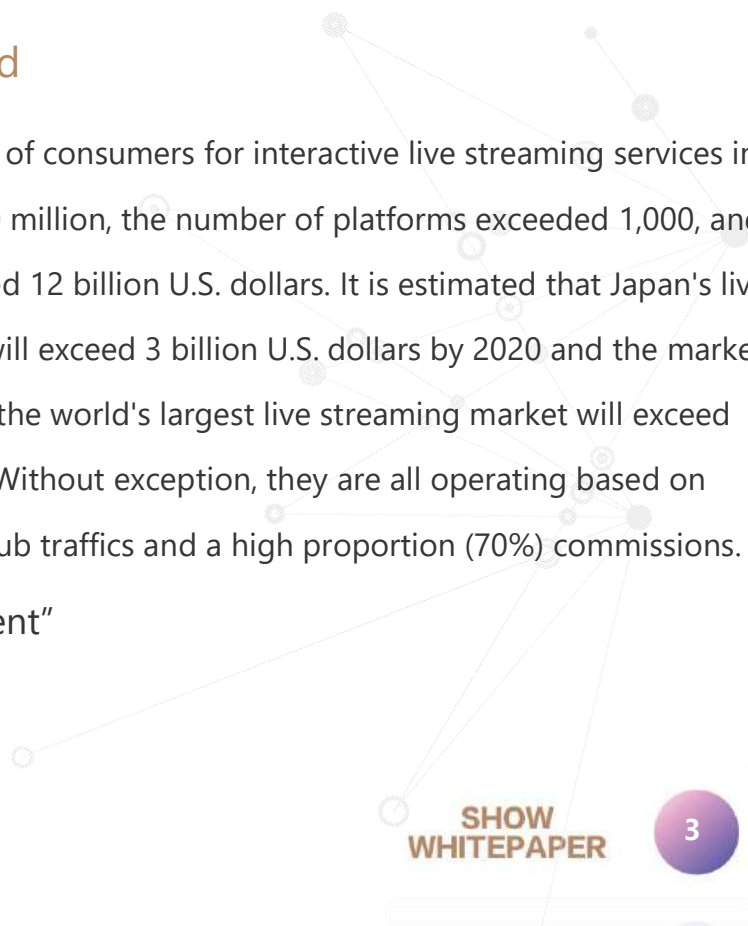 d
of consumers for interactive live streaming services in
million, the number of platforms exceeded 1,000, and
ed 12 billion U.S. dollars. It is estimated that Japan's liv
will exceed 3 billion U.S. dollars by 2020 and the marke
the world's largest live streaming market will exceed
Without exception, they are all operating based on
ub traffics and a high proportion (70%) commissions.
ent”
SHOW
WHITEPAPER
3